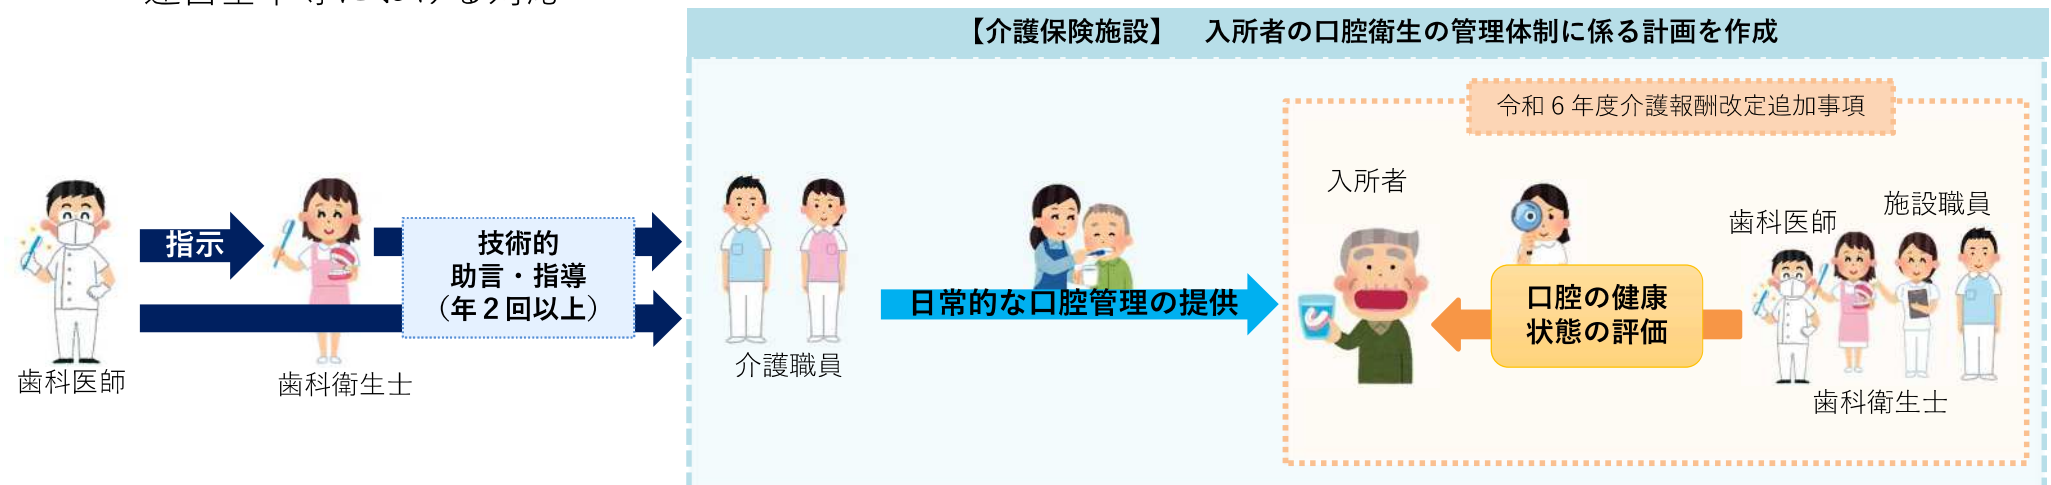 【介護保険施設】 入所者の口腔衛生の管理体制に係る計画を作成
令和６年度介護報酬改定追加事項
指示
技術的
助言・指導
（年２回以上）
歯科医師
歯科衛生士
介護職員
日常的な口腔管理の提供
入所者
口腔の健康
状態の評価
歯科医師
施設職員
歯科衛生士